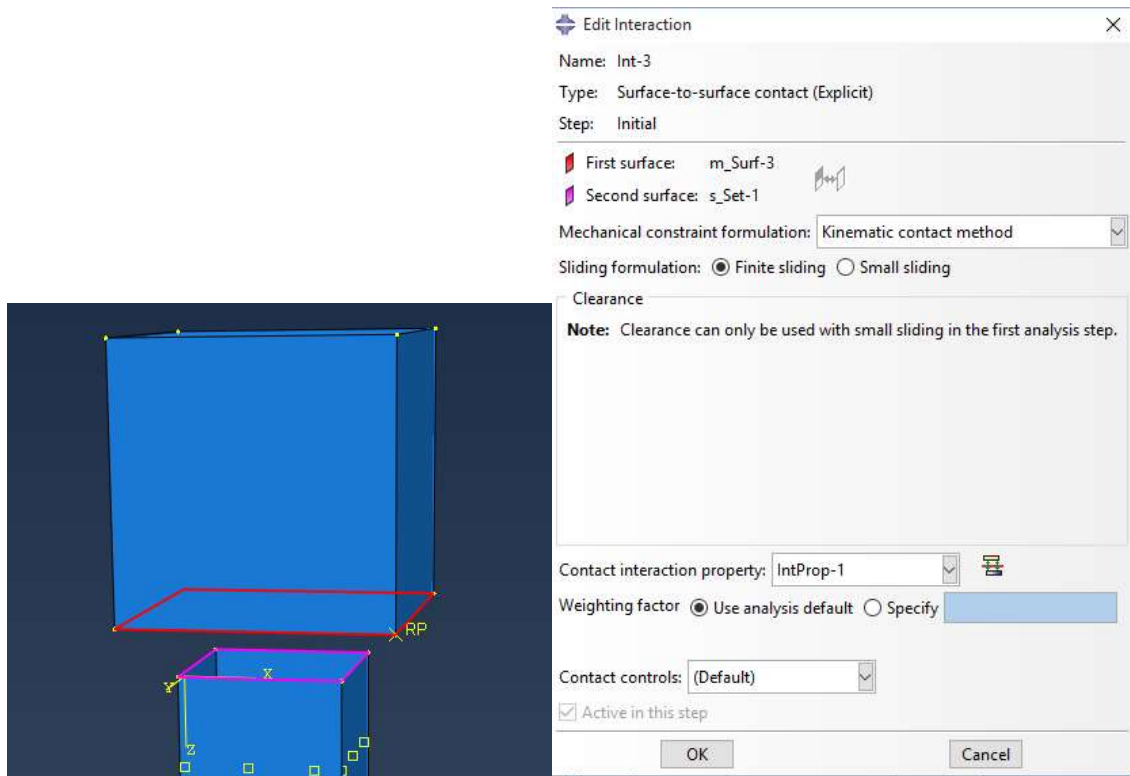 Edit Interaction
Name: Int-3
Type: Surface-to-surface contact (Explicit)
Step: Initial
First surface: m_Surf-3
Second surface: s_Set-1
Mechanical constraint formulation: Kinematic contact method
Sliding formulation: Finite sliding Small sliding
Clearance
Note: Clearance can only be used with small sliding in the first analysis step.
Contact interaction property: IntProp-1
Weighting factor Use analysis default Specify
Contact controls: (Default)
Active in this step
OK Cancel
RP
X
Y
Z